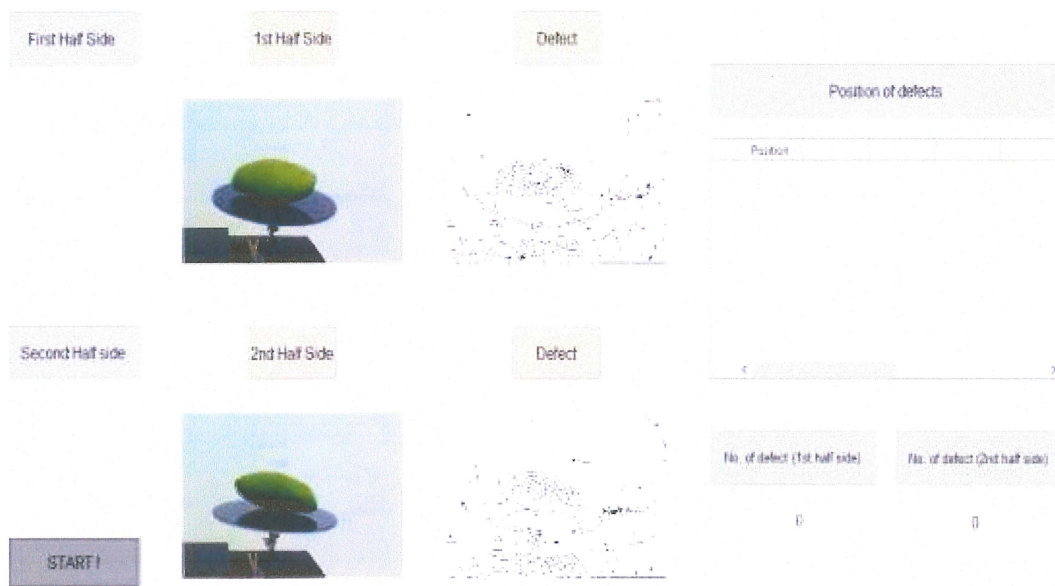 First Half Side
1st Half Side
Defect
Position of defects
Position
Second Half side
2nd Half Side
Defect
No. of defect (1st half side)
No. of defect (2nd half side)
0
0
START!